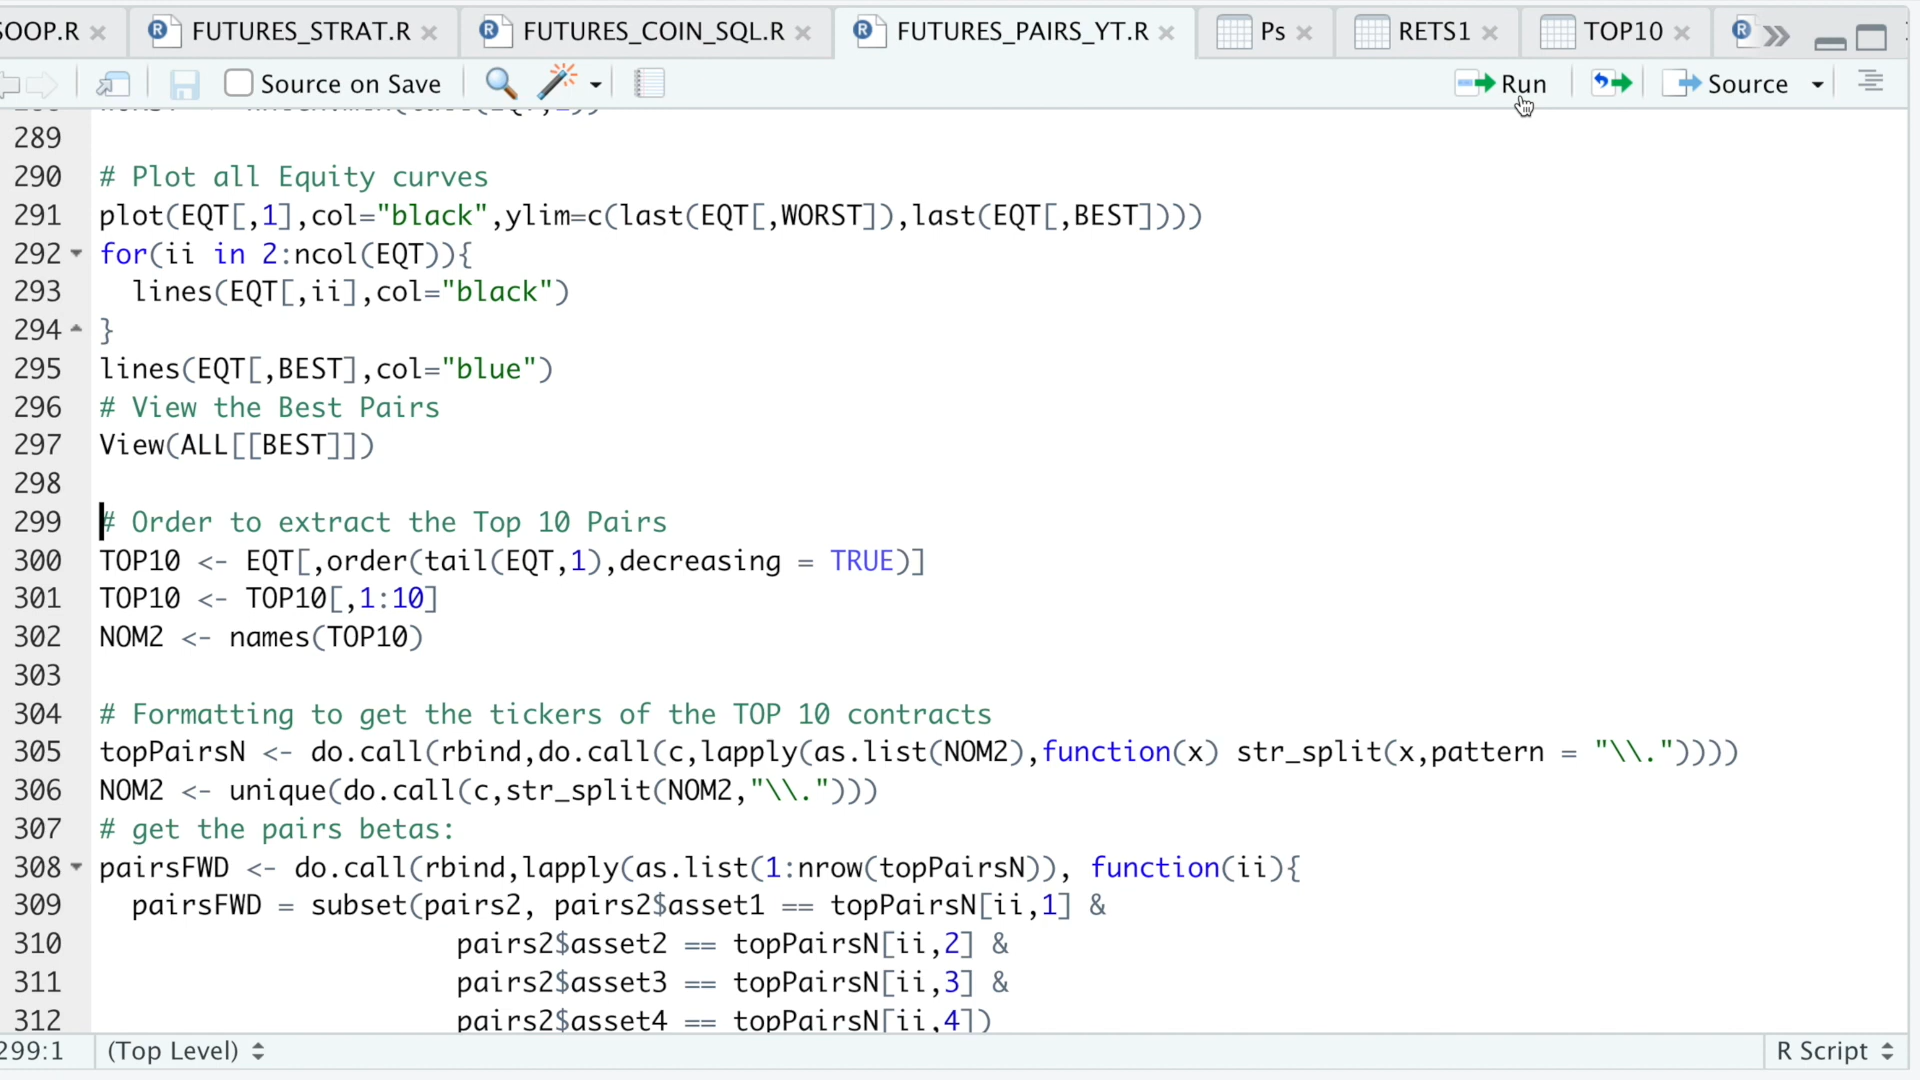 OOP.R
FUTURES_STRAT.R
FUTURES_COIN_SQL.R
FUTURES_PAIRS_YT.R
Ps
RETS1
TOP10
Source on Save
Run
Source
289
290 # Plot all Equity curves
291 plot(EQT[,1],col="black",ylim=c(last(EQT[,WORST]),last(EQT[,BEST])))
292 for(ii in 2:ncol(EQT)){
293   lines(EQT[,ii],col="black")
294 }
295 lines(EQT[,BEST],col="blue")
296 # View the Best Pairs
297 View(ALL[[BEST]])
298
299 # Order to extract the Top 10 Pairs
300 TOP10 <- EQT[,order(tail(EQT,1),decreasing = TRUE)]
301 TOP10 <- TOP10[,1:10]
302 NOM2 <- names(TOP10)
303
304 # Formatting to get the tickers of the TOP 10 contracts
305 topPairsN <- do.call(rbind,do.call(c,lapply(as.list(NOM2),function(x) str_split(x,pattern = "\\."))))
306 NOM2 <- unique(do.call(c,str_split(NOM2,"\\.")))
307 # get the pairs betas:
308 pairsFWD <- do.call(rbind,lapply(as.list(1:nrow(topPairsN)), function(ii){
309   pairsFWD = subset(pairs2, pairs2$asset1 == topPairsN[ii,1] &
310                       pairs2$asset2 == topPairsN[ii,2] &
311                       pairs2$asset3 == topPairsN[ii,3] &
312                       pairs2$asset4 == topPairsN[ii,4])
299:1
(Top Level)
R Script